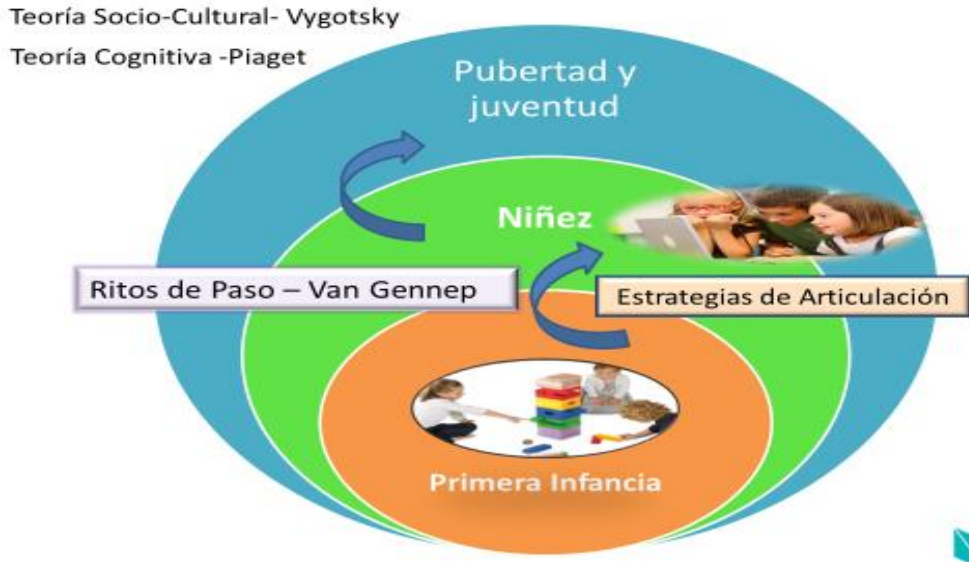 Teoría Socio-Cultural- Vygotsky
Teoría Cognitiva -Piaget
Pubertad y
juventud
Niñez
Ritos de Paso – Van Gennep
Estrategias de Articulación
Primera Infancia